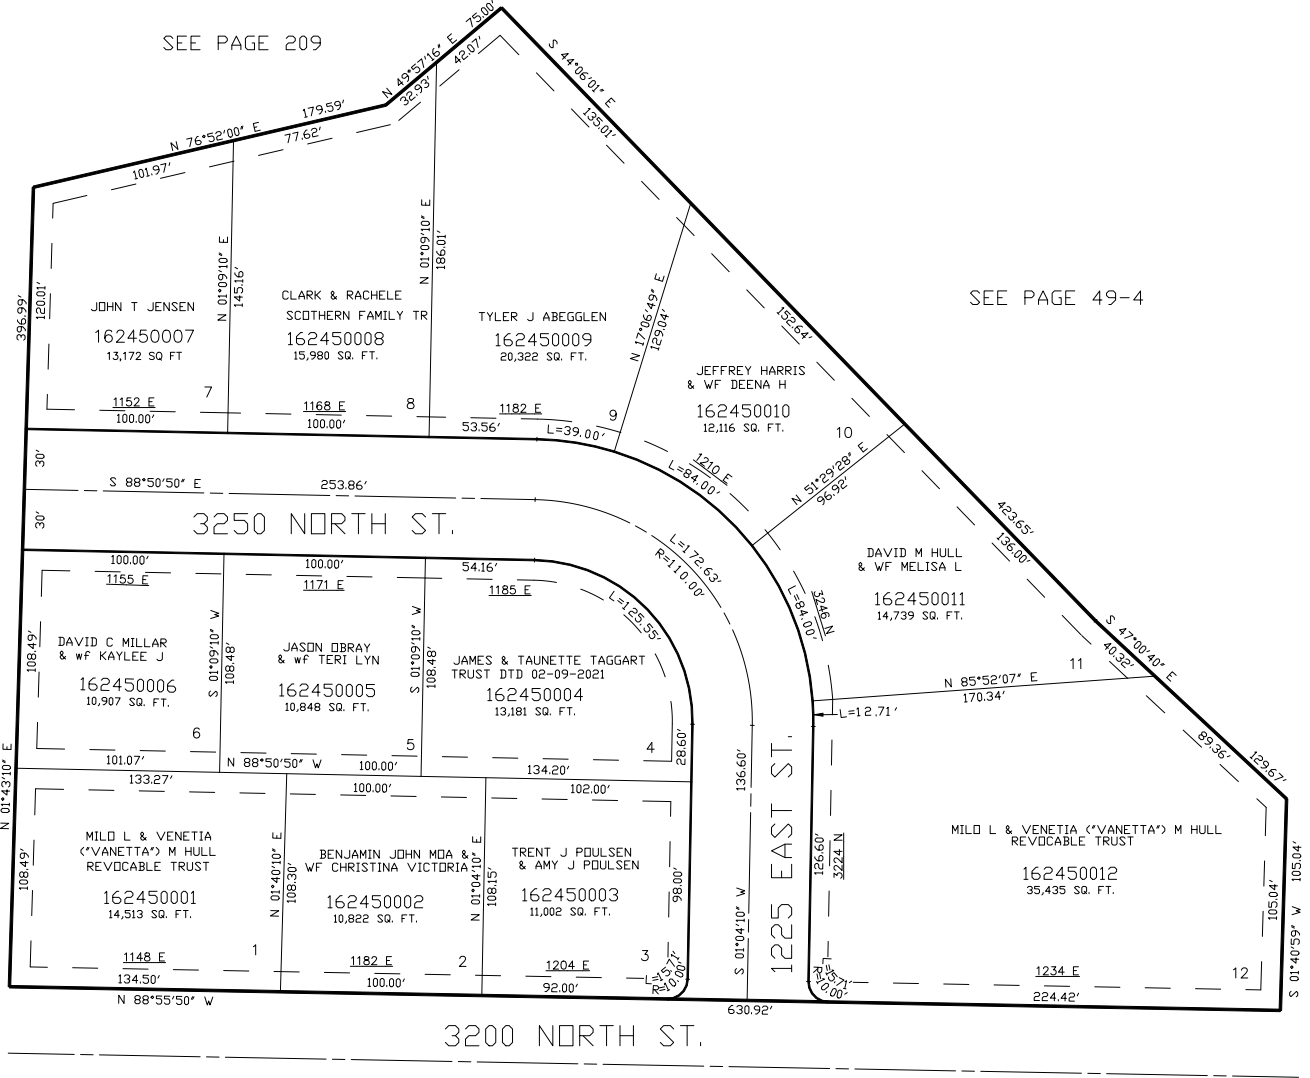 SEE PAGE 209
75.00'
N 49°57'16" E
42.07'
32.93'
S 44°06'01" E
135.01'
179.59'
N 76°52'00" E
77.62'
101.97'
SEE PAGE 49-4
396.99'
120.01'
N 01°09'10" E
145.16'
N 01°09'10" E
186.01'
N 17°06'49" E
129.04'
152.64'
JOHN T JENSEN
162450007
13,172 SQ FT
7
1152 E
100.00'
CLARK & RACHELE
SCOTHERN FAMILY TR
162450008
15,980 SQ. FT.
8
1168 E
100.00'
TYLER J ABEGGLEN
162450009
20,322 SQ. FT.
9
1182 E
53.56'
L=39.00'
JEFFREY HARRIS
& WF DEENA H
162450010
12,116 SQ. FT.
10
1210 E
L=84.00'
N 51°29'28" E
96.92'
423.65'
136.00'
DAVID M HULL
& WF MELISA L
162450011
14,739 SQ. FT.
11
3246 N
L=84.00'
S 47°00'40" E
40.32'
N 85°52'07" E
170.34'
L=12.71'
89.36'
129.67'
30'
30'
S 88°50'50" E
253.86'
3250 NORTH ST.
L=172.63'
R=110.00'
100.00'
1155 E
100.00'
1171 E
54.16'
1185 E
L=125.55'
108.49'
DAVID C MILLAR
& wf KAYLEE J
162450006
10,907 SQ. FT.
6
S 01°09'10" W
108.48'
JASON OBRAY
& wf TERI LYN
162450005
10,848 SQ. FT.
5
S 01°09'10" W
108.48'
JAMES & TAUNETTE TAGGART
TRUST DTD 02-09-2021
162450004
13,181 SQ. FT.
4
28.60'
136.60'
101.07'
N 88°50'50" W
100.00'
134.20'
133.27'
100.00'
102.00'
N 01°43'10" E
108.49'
MILO L & VENETIA
("VANETTA") M HULL
REVOCABLE TRUST
162450001
14,513 SQ. FT.
1
1148 E
134.50'
N 88°55'50" W
N 01°40'10" E
108.30'
BENJAMIN JOHN MOA &
WF CHRISTINA VICTORIA
162450002
10,822 SQ. FT.
2
1182 E
100.00'
N 01°04'10" E
108.15'
TRENT J POULSEN
& AMY J POULSEN
162450003
11,002 SQ. FT.
3
1204 E
92.00'
98.00'
L=15.71'
R=10.00'
S 01°04'10" W
1225 EAST ST.
126.60'
3224 N
L=15.71'
R=10.00'
MILO L & VENETIA ("VANETTA") M HULL
REVOCABLE TRUST
162450012
35,435 SQ. FT.
12
1234 E
224.42'
105.04'
105.04'
S 01°40'59" W
630.92'
3200 NORTH ST.